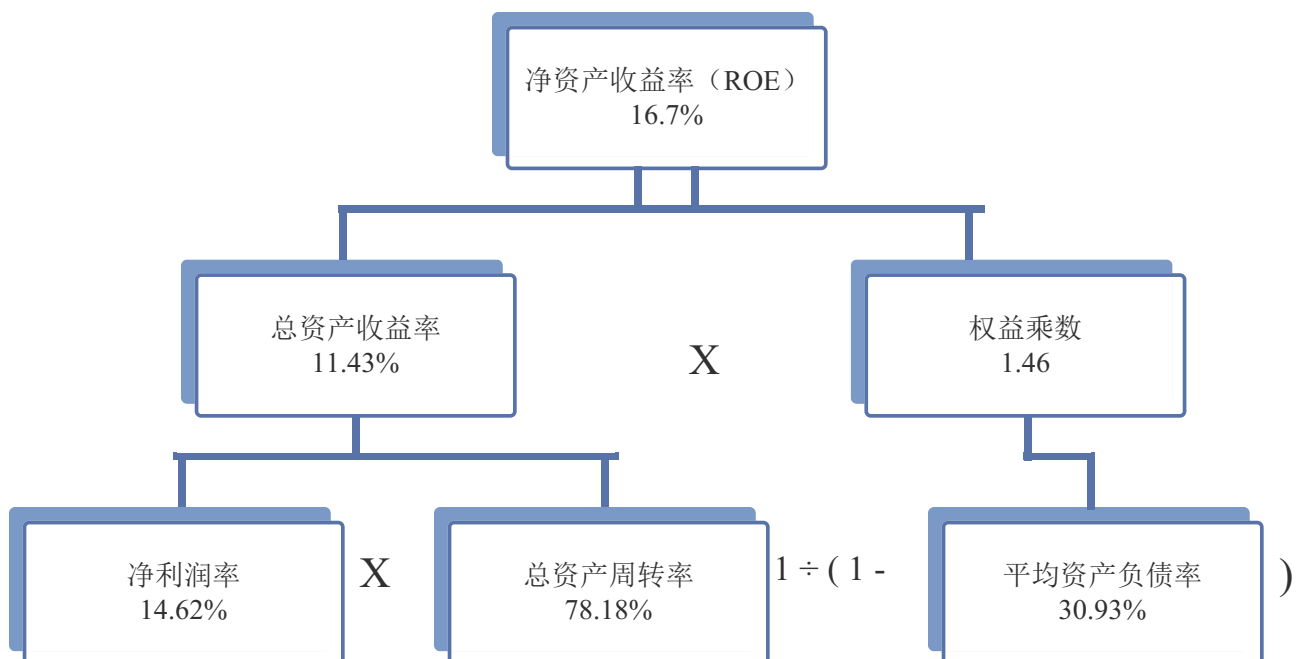 净资产收益率（ROE）
16.7%
总资产收益率
11.43%
X
权益乘数
1.46
净利润率
14.62%
X
总资产周转率
78.18%
1 ÷ ( 1 -
平均资产负债率
30.93%
)